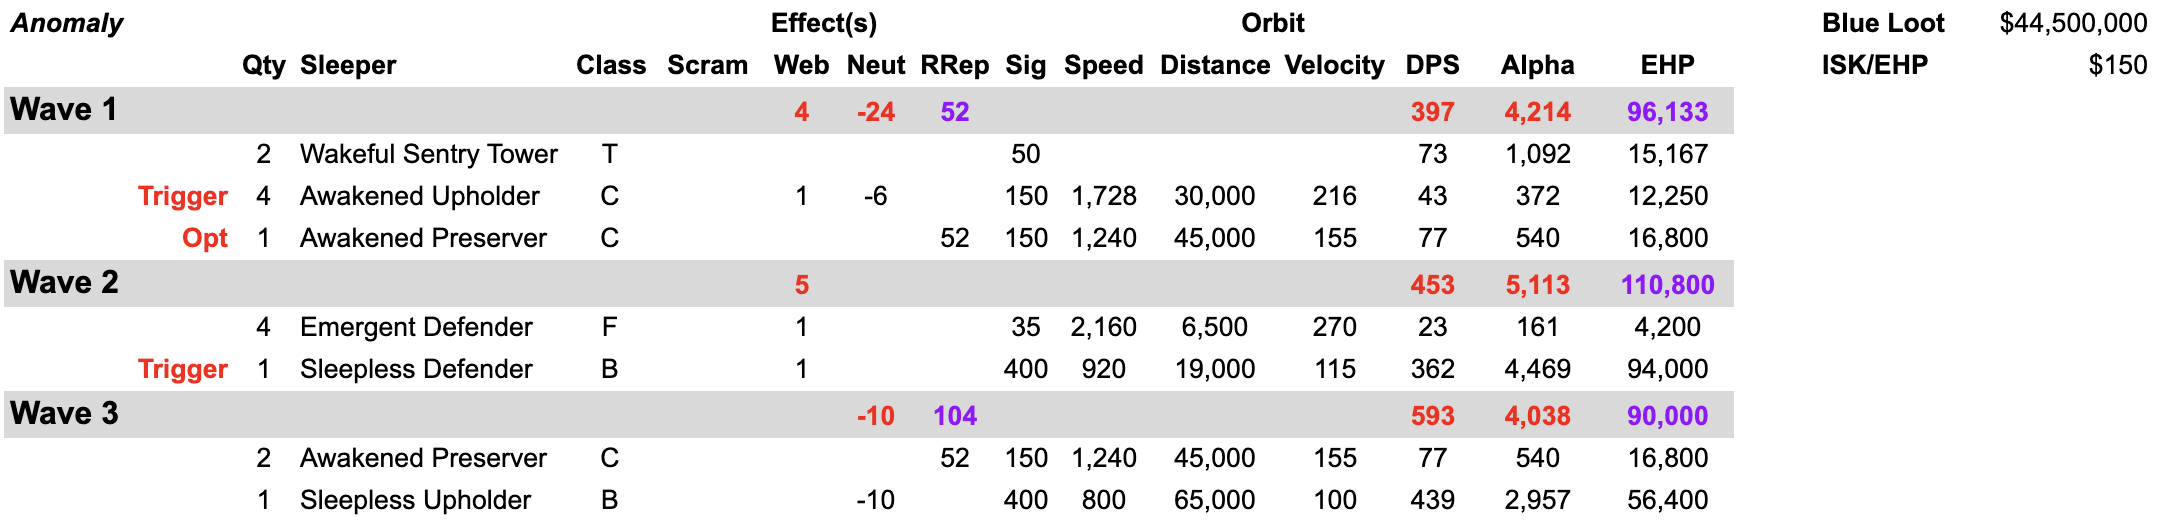 Anomaly Effect(s) Orbit Blue Loot $44,500,000
Qty Sleeper Class Scram Web Neut RRep Sig Speed Distance Velocity DPS Alpha EHP ISK/EHP $150
Wave 1 4 -24 52 397 4,214 96,133
2 Wakeful Sentry Tower T 50 73 1,092 15,167
Trigger 4 Awakened Upholder C 1 -6 150 1,728 30,000 216 43 372 12,250
Opt 1 Awakened Preserver C 52 150 1,240 45,000 155 77 540 16,800
Wave 2 5 453 5,113 110,800
4 Emergent Defender F 1 35 2,160 6,500 270 23 161 4,200
Trigger 1 Sleepless Defender B 1 400 920 19,000 115 362 4,469 94,000
Wave 3 -10 104 593 4,038 90,000
2 Awakened Preserver C 52 150 1,240 45,000 155 77 540 16,800
1 Sleepless Upholder B -10 400 800 65,000 100 439 2,957 56,400